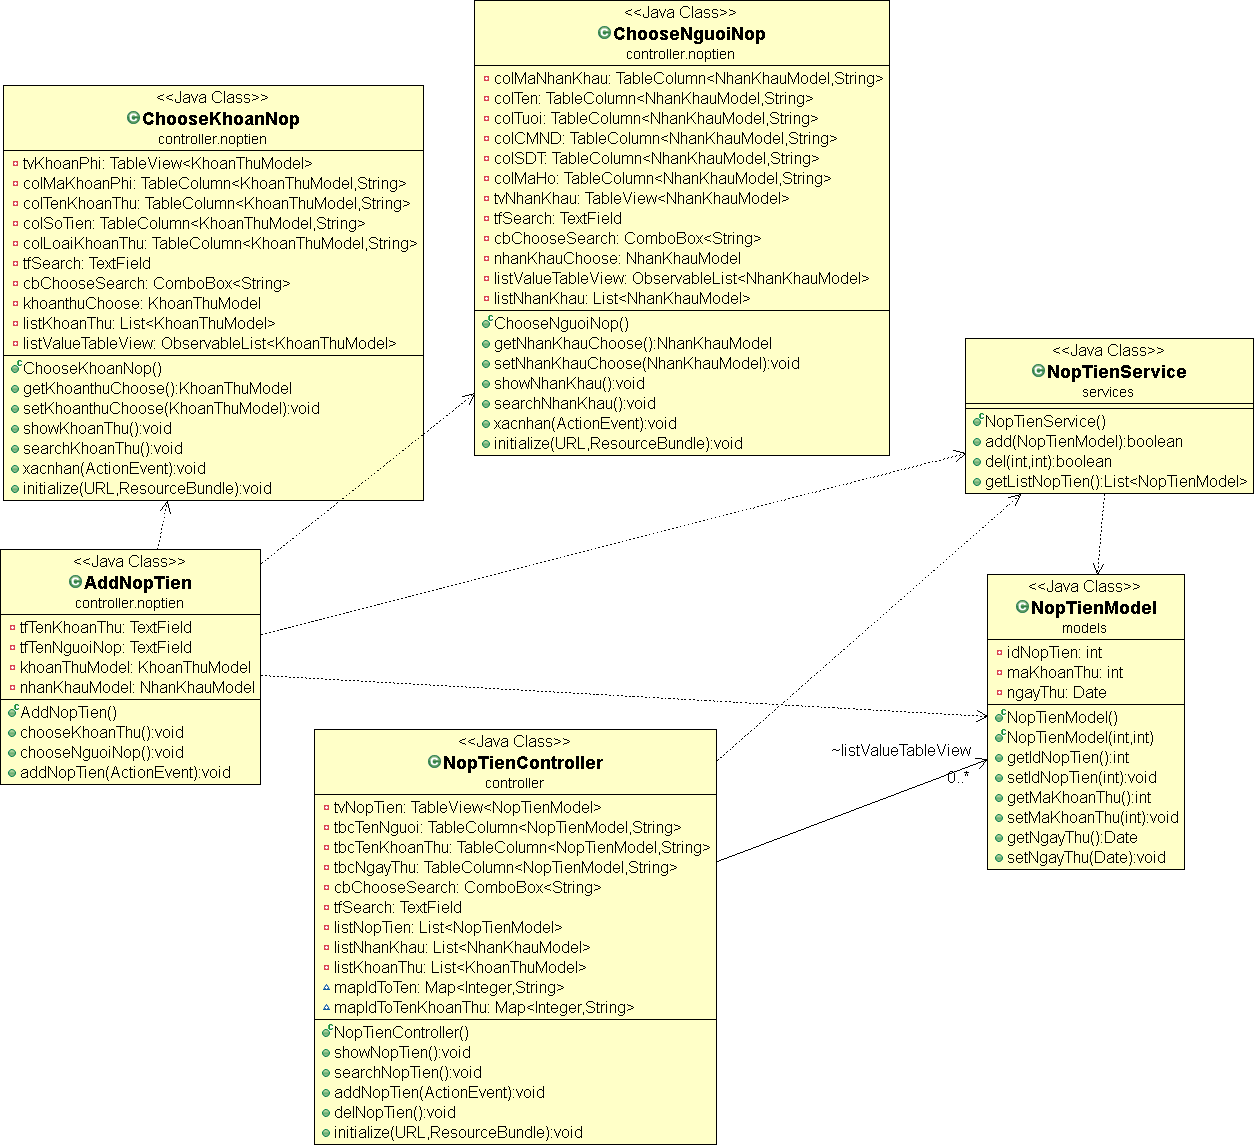 <<Java Class>>
ChooseNguoiNop
controller.noptien
colMaNhanKhau: TableColumn<NhanKhauModel,String>
colTen: TableColumn<NhanKhauModel,String>
colTuoi: TableColumn<NhanKhauModel,String>
colCMND: TableColumn<NhanKhauModel,String>
colSDT: TableColumn<NhanKhauModel,String>
colMaHo: TableColumn<NhanKhauModel,String>
tvNhanKhau: TableView<NhanKhauModel>
tfSearch: TextField
cbChooseSearch: ComboBox<String>
nhanKhauChoose: NhanKhauModel
listValueTableView: ObservableList<NhanKhauModel>
listNhanKhau: List<NhanKhauModel>
ChooseNguoiNop()
getNhanKhauChoose():NhanKhauModel
setNhanKhauChoose(NhanKhauModel):void
showNhanKhau():void
searchNhanKhau():void
xacnhan(ActionEvent):void
initialize(URL,ResourceBundle):void
<<Java Class>>
ChooseKhoanNop
controller.noptien
tvKhoanPhi: TableView<KhoanThuModel>
colMaKhoanPhi: TableColumn<KhoanThuModel,String>
colTenKhoanThu: TableColumn<KhoanThuModel,String>
colSoTien: TableColumn<KhoanThuModel,String>
colLoaiKhoanThu: TableColumn<KhoanThuModel,String>
tfSearch: TextField
cbChooseSearch: ComboBox<String>
khoanthuChoose: KhoanThuModel
listKhoanThu: List<KhoanThuModel>
listValueTableView: ObservableList<KhoanThuModel>
ChooseKhoanNop()
getKhoanthuChoose():KhoanThuModel
setKhoanthuChoose(KhoanThuModel):void
showKhoanThu():void
searchKhoanThu():void
xacnhan(ActionEvent):void
initialize(URL,ResourceBundle):void
<<Java Class>>
NopTienService
services
NopTienService()
add(NopTienModel):boolean
del(int,int):boolean
getListNopTien():List<NopTienModel>
<<Java Class>>
AddNopTien
controller.noptien
tfTenKhoanThu: TextField
tfTenNguoiNop: TextField
khoanThuModel: KhoanThuModel
nhanKhauModel: NhanKhauModel
AddNopTien()
chooseKhoanThu():void
chooseNguoiNop():void
addNopTien(ActionEvent):void
<<Java Class>>
NopTienModel
models
idNopTien: int
maKhoanThu: int
ngayThu: Date
NopTienModel()
NopTienModel(int,int)
getIdNopTien():int
setIdNopTien(int):void
getMaKhoanThu():int
setMaKhoanThu(int):void
getNgayThu():Date
setNgayThu(Date):void
~listValueTableView
0..*
<<Java Class>>
NopTienController
controller
tvNopTien: TableView<NopTienModel>
tbcTenNguoi: TableColumn<NopTienModel,String>
tbcTenKhoanThu: TableColumn<NopTienModel,String>
tbcNgayThu: TableColumn<NopTienModel,String>
cbChooseSearch: ComboBox<String>
tfSearch: TextField
listNopTien: List<NopTienModel>
listNhanKhau: List<NhanKhauModel>
listKhoanThu: List<KhoanThuModel>
mapIdToTen: Map<Integer,String>
mapIdToTenKhoanThu: Map<Integer,String>
NopTienController()
showNopTien():void
searchNopTien():void
addNopTien(ActionEvent):void
delNopTien():void
initialize(URL,ResourceBundle):void